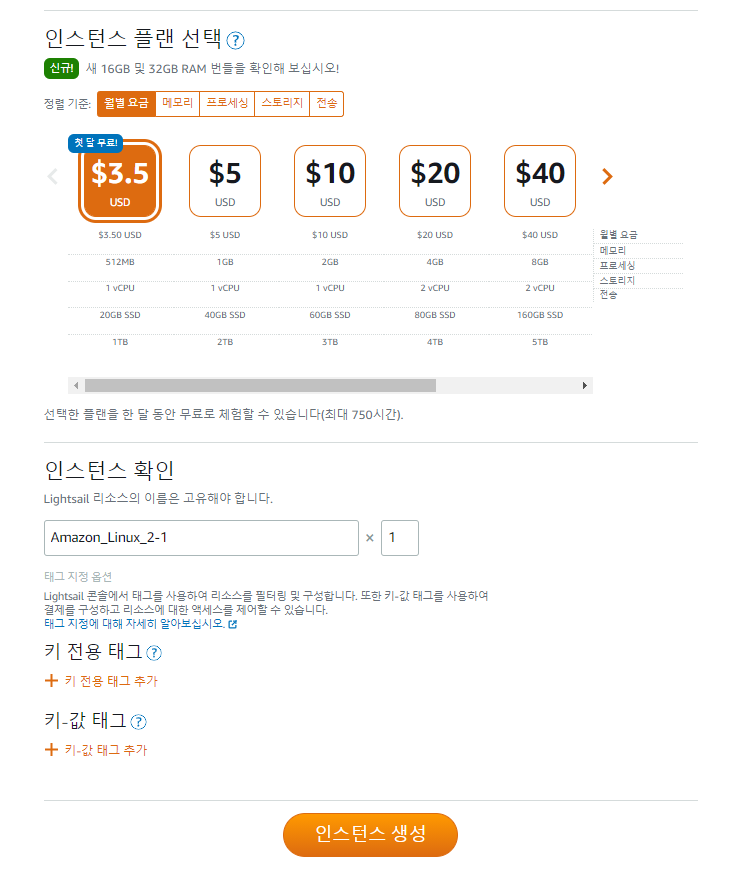 인스턴스 플랜 선택 ?
신규! 새 16GB 및 32GB RAM 번들을 확인해 보십시오!
정렬 기준: 월별 요금 메모리 프로세싱 스토리지 전송
첫 달 무료!
$3.5 $5 $10 $20 $40
USD USD USD USD USD
$3.50 USD $5 USD $10 USD $20 USD $40 USD 월별 요금
512MB 1GB 2GB 4GB 8GB 메모리
1 vCPU 1 vCPU 1 vCPU 2 vCPU 2 vCPU 프로세싱
20GB SSD 40GB SSD 60GB SSD 80GB SSD 160GB SSD 스토리지
1TB 2TB 3TB 4TB 5TB 전송
선택한 플랜을 한 달 동안 무료로 체험할 수 있습니다(최대 750시간).
인스턴스 확인
Lightsail 리소스의 이름은 고유해야 합니다.
Amazon_Linux_2-1 × 1
태그 지정 옵션
Lightsail 콘솔에서 태그를 사용하여 리소스를 필터링 및 구성합니다. 또한 키-값 태그를 사용하여
결제를 구성하고 리소스에 대한 액세스를 제어할 수 있습니다.
태그 지정에 대해 자세히 알아보십시오.
키 전용 태그 ?
+ 키 전용 태그 추가
키-값 태그 ?
+ 키-값 태그 추가
인스턴스 생성